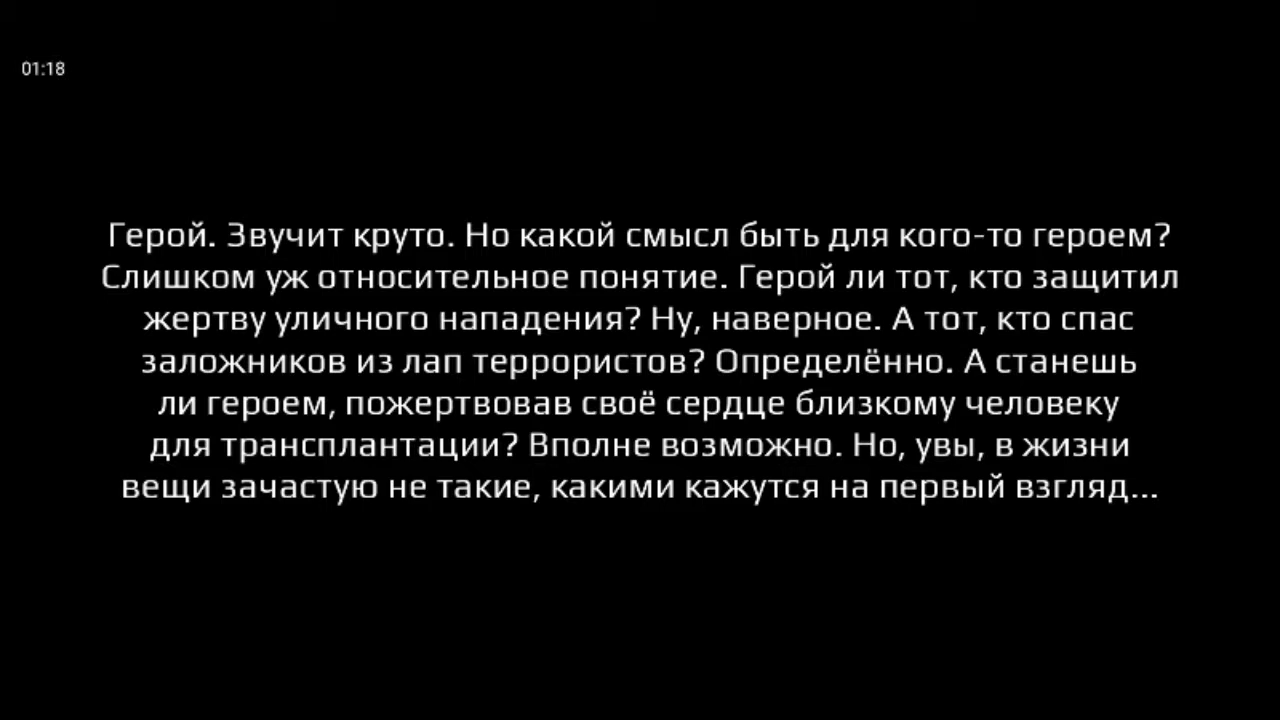 01:18
Герой. Звучит круто. Но какой смысл быть для кого-то героем?
Слишком уж относительное понятие. Герой ли тот, кто защитил
жертву уличного нападения? Ну, наверное. А тот, кто спас
заложников из лап террористов? Определённо. А станешь
ли героем, пожертвовав своё сердце близкому человеку
для трансплантации? Вполне возможно. Но, увы, в жизни
вещи зачастую не такие, какими кажутся на первый взгляд...